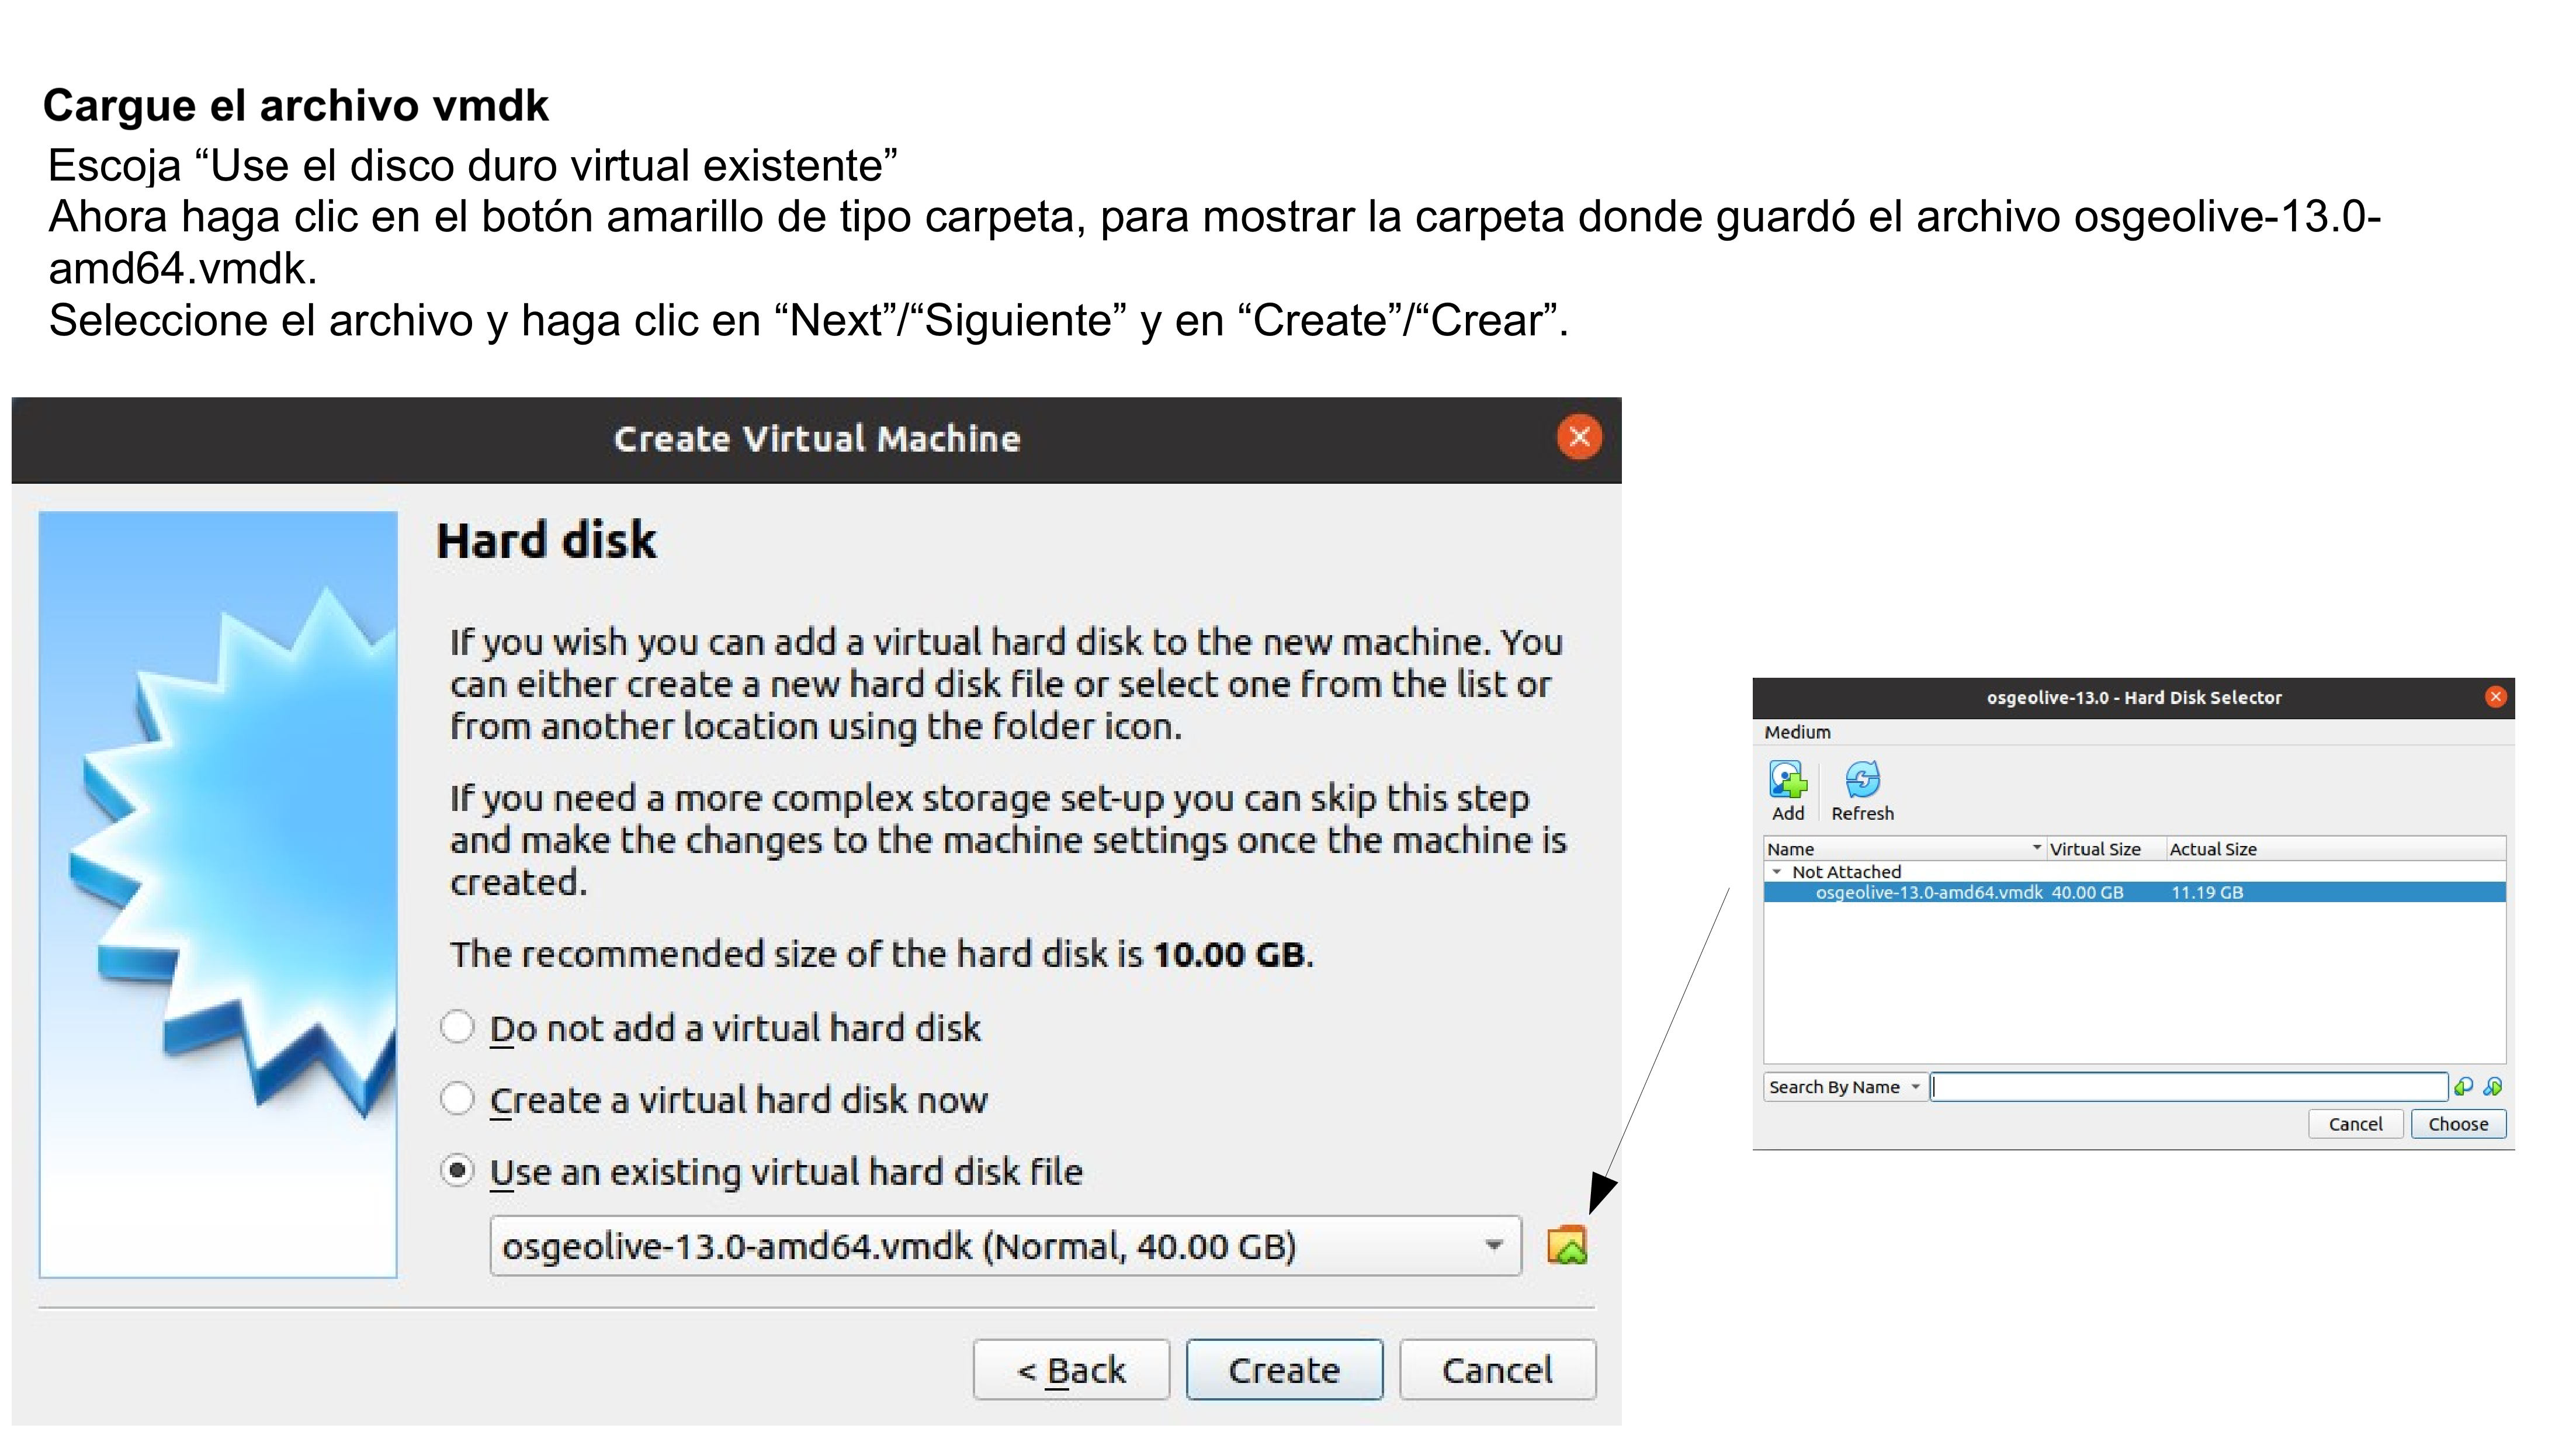 Cargue el archivo vmdk
Escoja “Use el disco duro virtual existente”
Ahora haga clic en el botón amarillo de tipo carpeta, para mostrar la carpeta donde guardó el archivo osgeolive-13.0-
amd64.vmdk.
Seleccione el archivo y haga clic en “Next”/“Siguiente” y en “Create”/“Crear”.
Create Virtual Machine
Hard disk
If you wish you can add a virtual hard disk to the new machine. You
can either create a new hard disk file or select one from the list or
from another location using the folder icon.
If you need a more complex storage set-up you can skip this step
and make the changes to the machine settings once the machine is
created.
The recommended size of the hard disk is 10.00 GB.
Do not add a virtual hard disk
Create a virtual hard disk now
Use an existing virtual hard disk file
osgeolive-13.0-amd64.vmdk (Normal, 40.00 GB)
< Back Create Cancel
osgeolive-13.0 - Hard Disk Selector
Medium
Add Refresh
Name Virtual Size Actual Size
Not Attached
osgeolive-13.0-amd64.vmdk 40.00 GB 11.19 GB
Search By Name
Cancel Choose